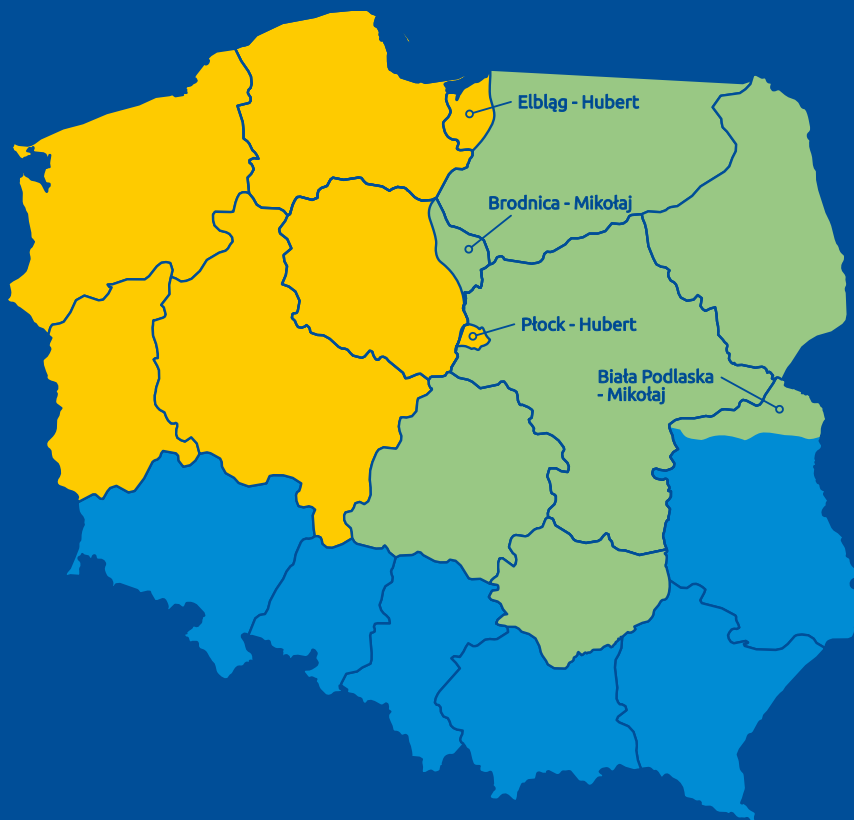 Elbląg - Hubert
Brodnica - Mikołaj
Płock - Hubert
Biała Podlaska
- Mikołaj